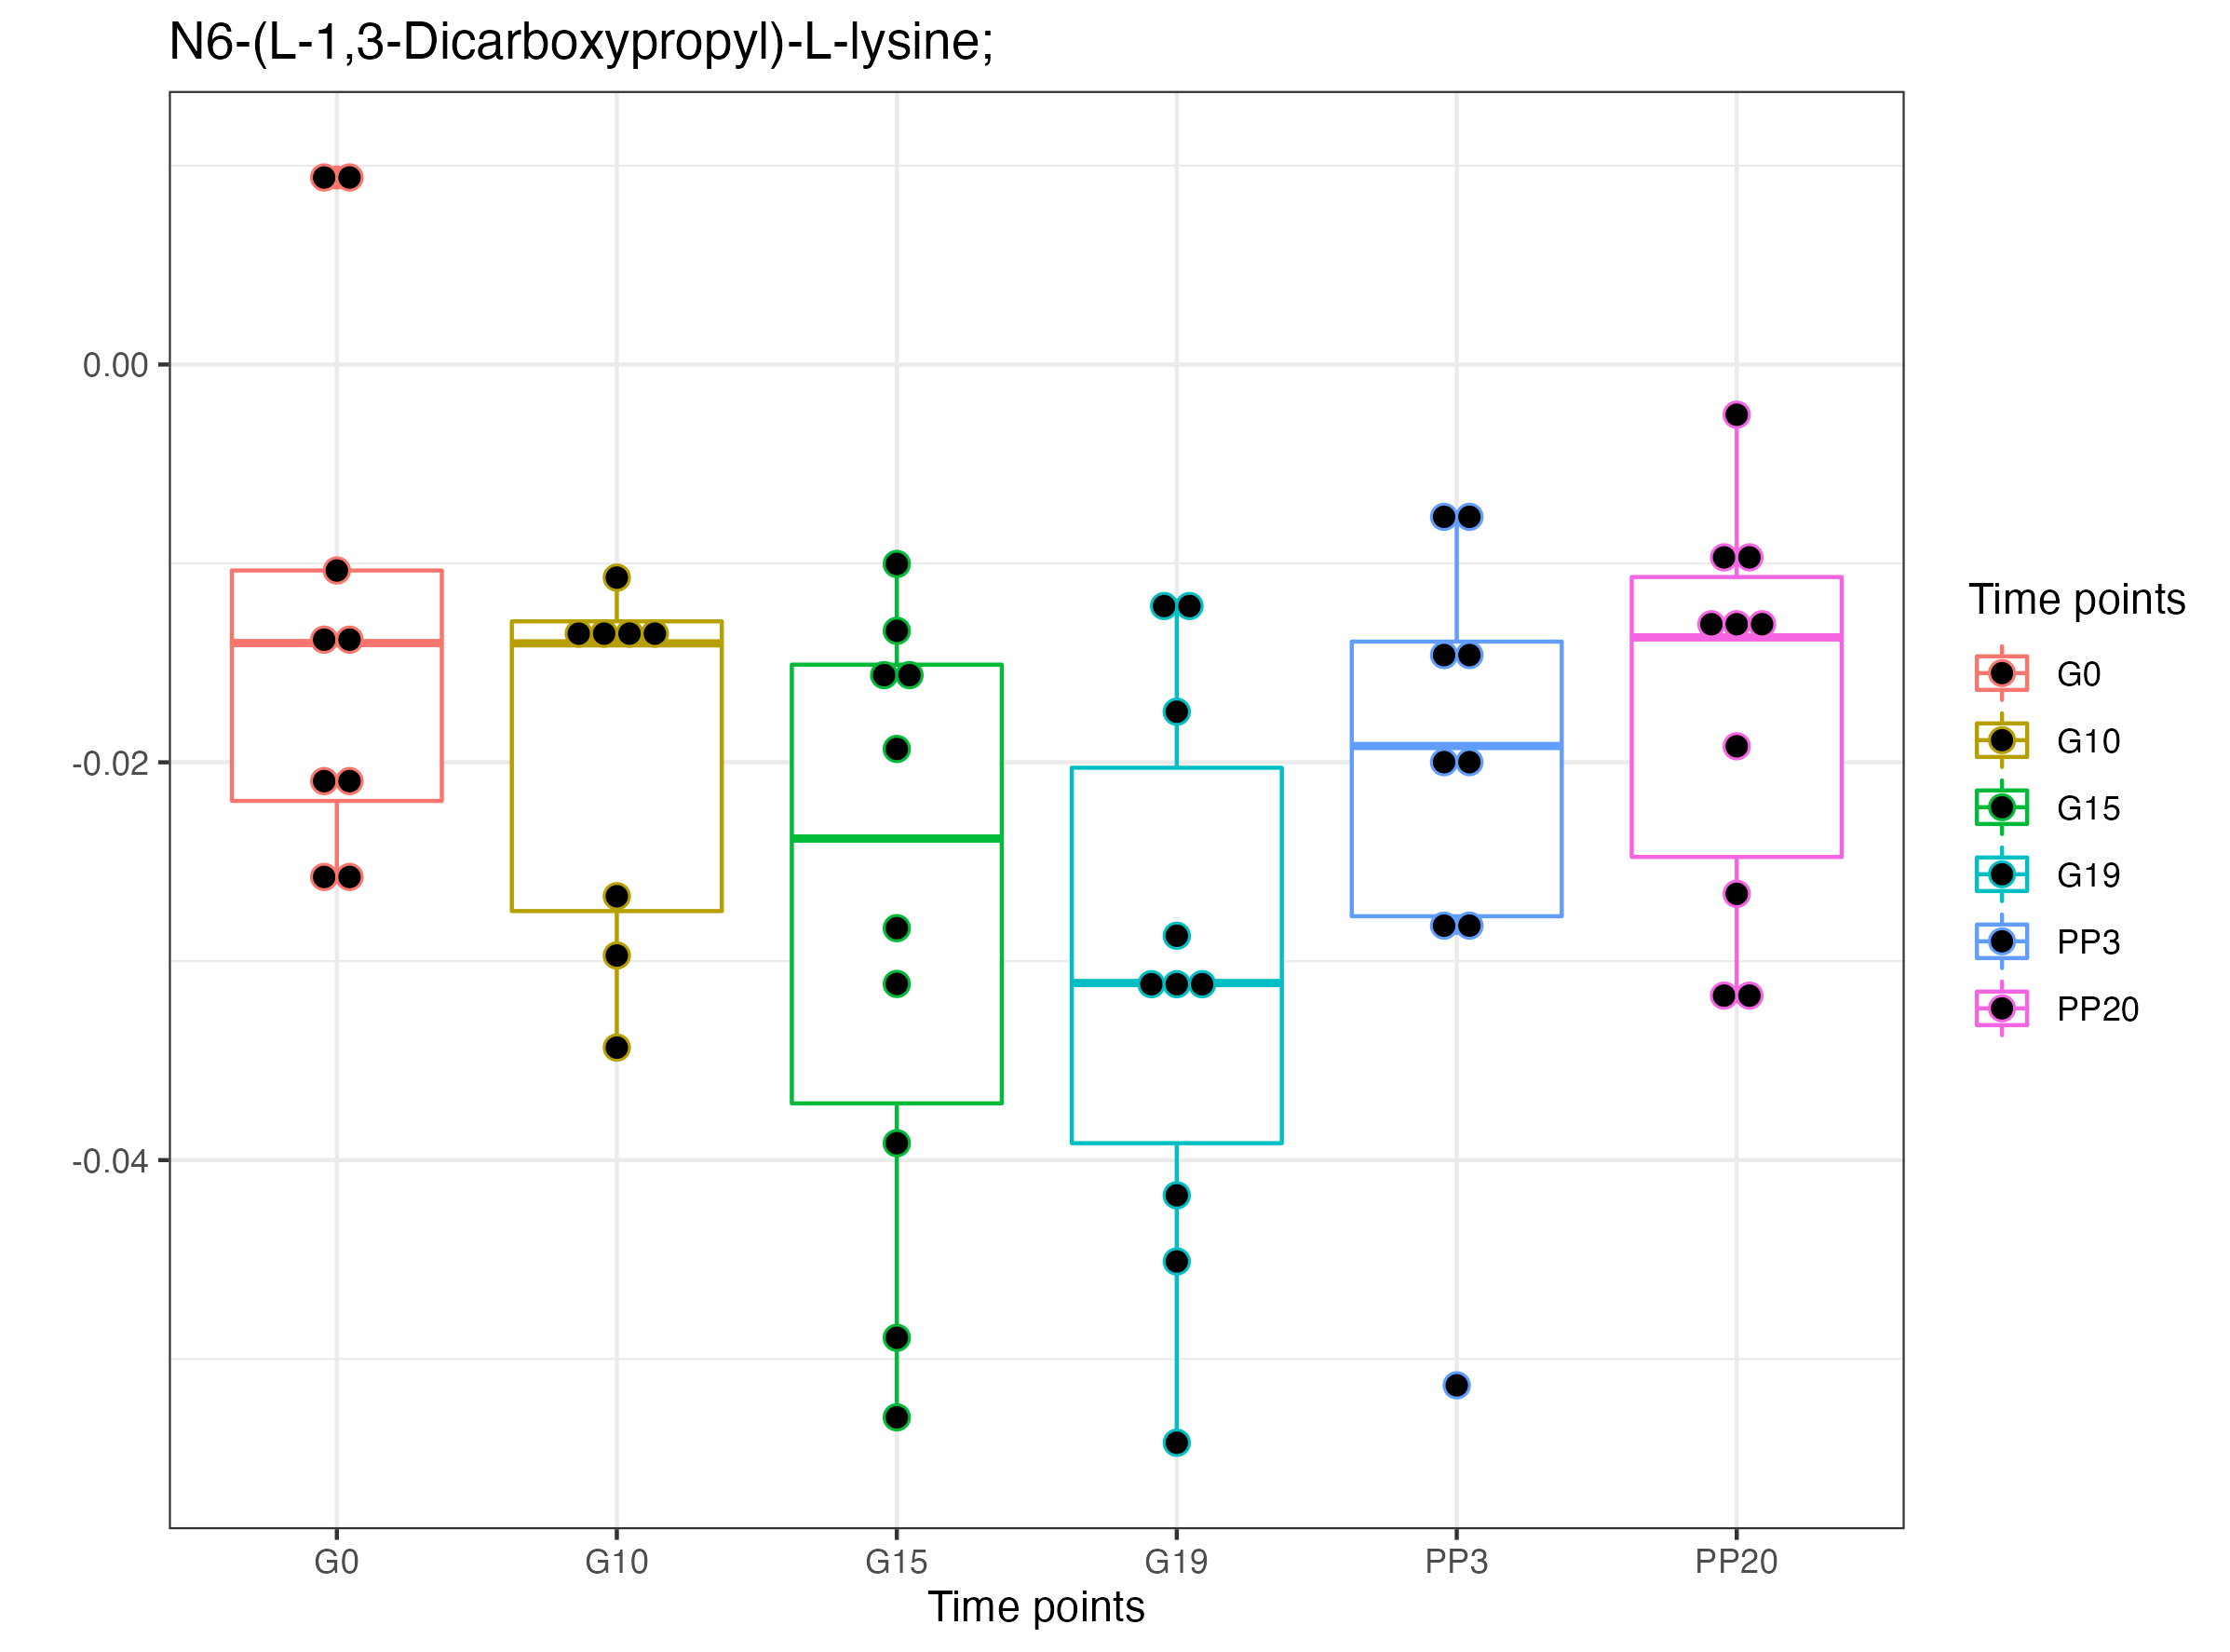 N6-(L-1,3-Dicarboxypropyl)-L-lysine;
0.00
-0.02
-0.04
G0 G10 G15 G19 PP3 PP20
Time points
Time points
G0
G10
G15
G19
PP3
PP20